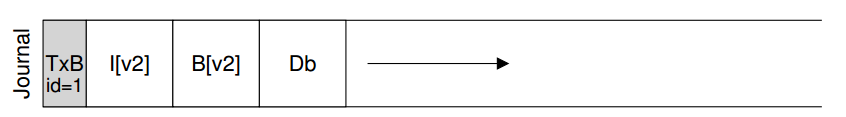 Journal
TxB
id=1
I[v2]
B[v2]
Db